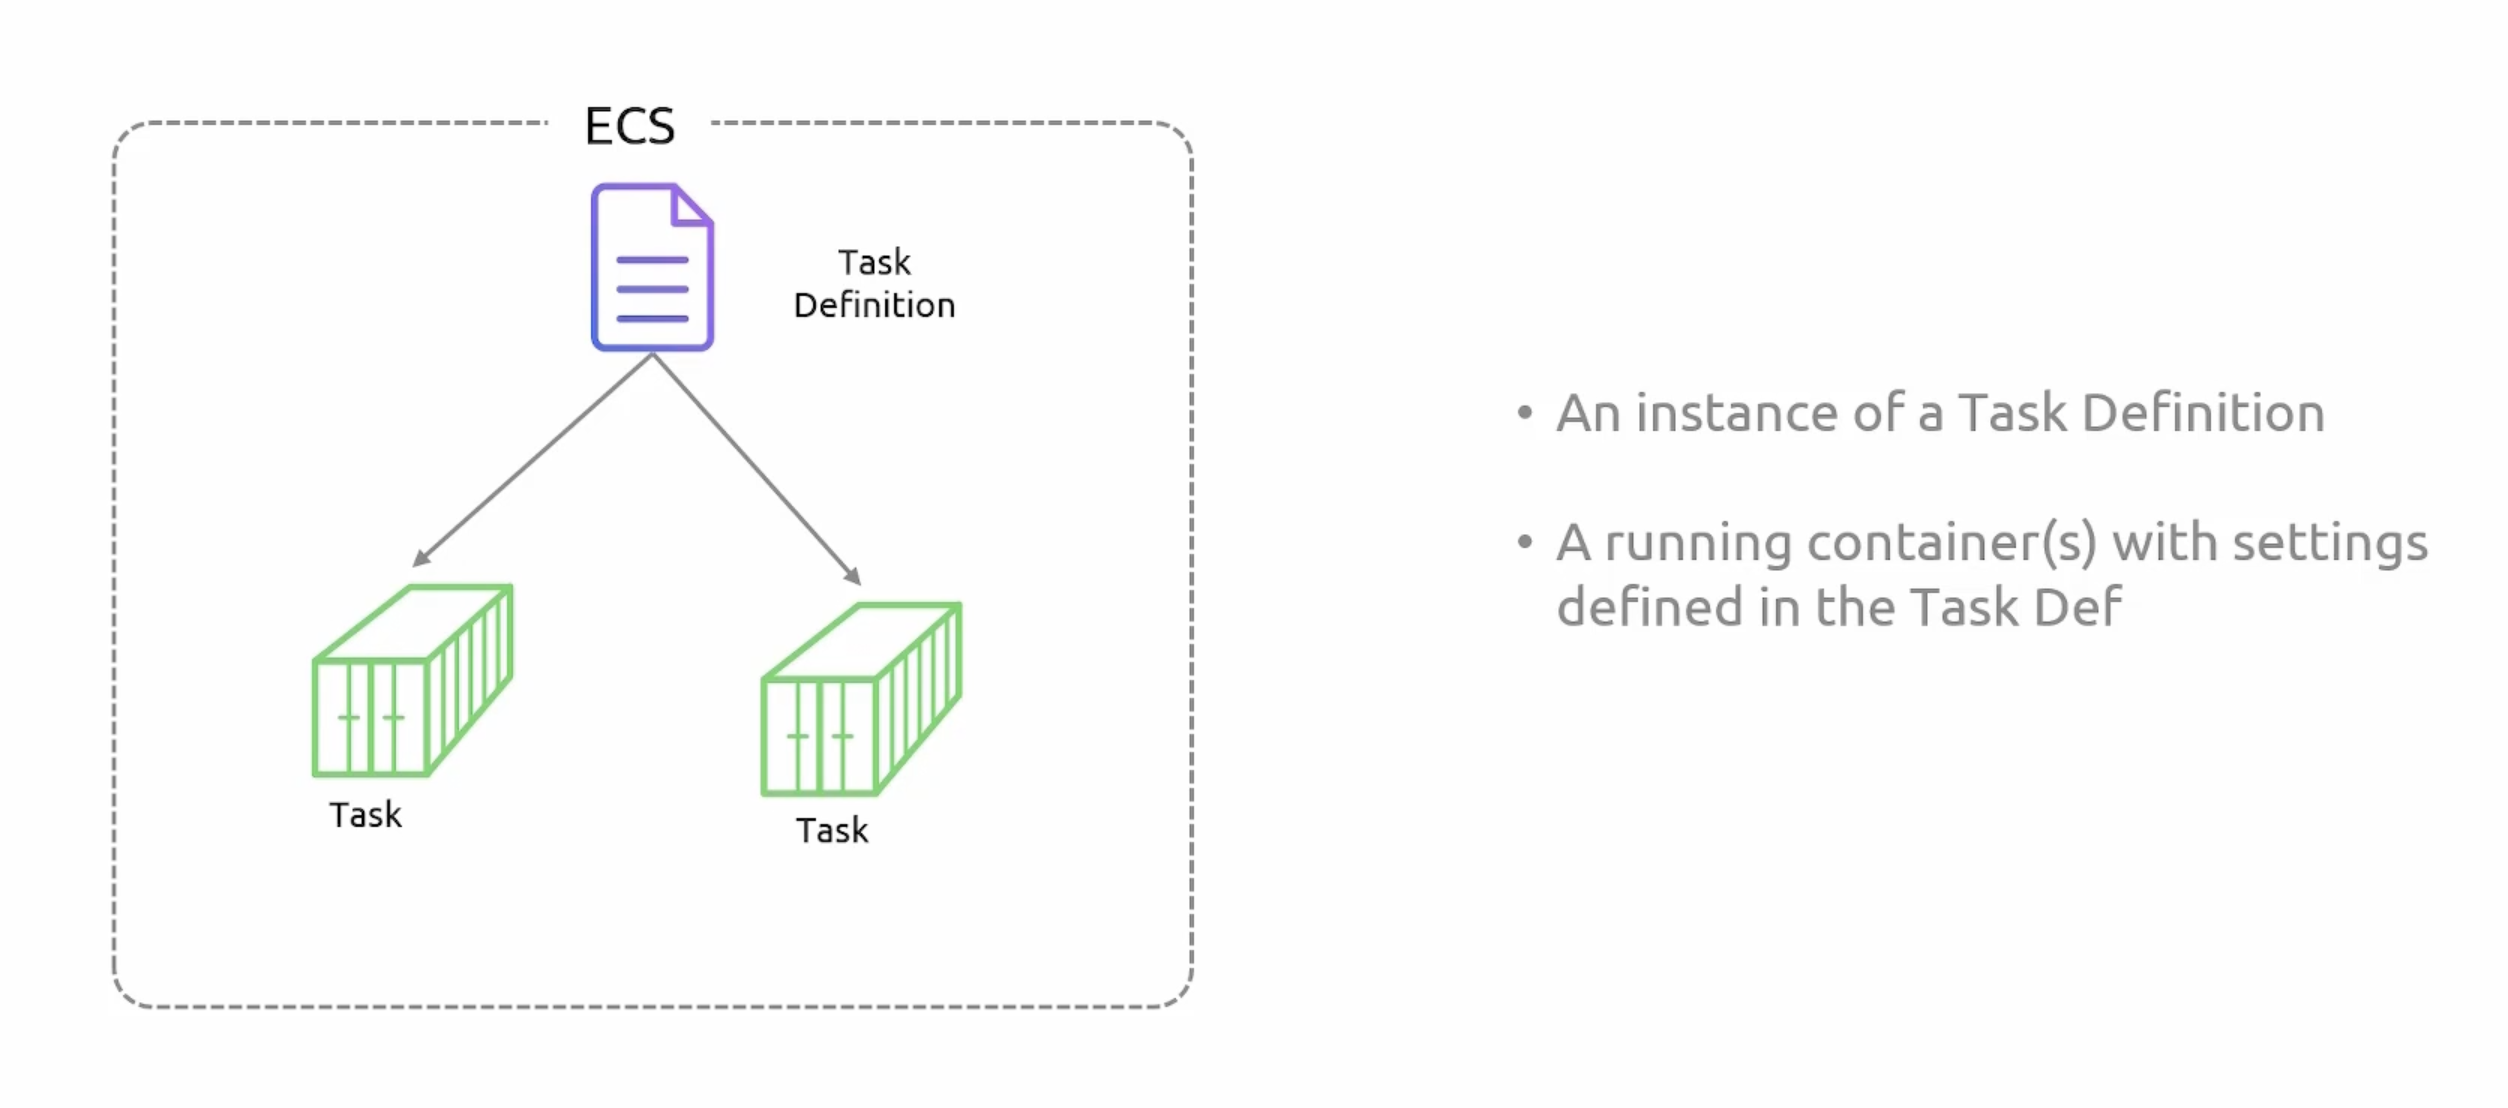 ECS
Task
Definition
Task
Task
• An instance of a Task Definition
• A running container(s) with settings
defined in the Task Def